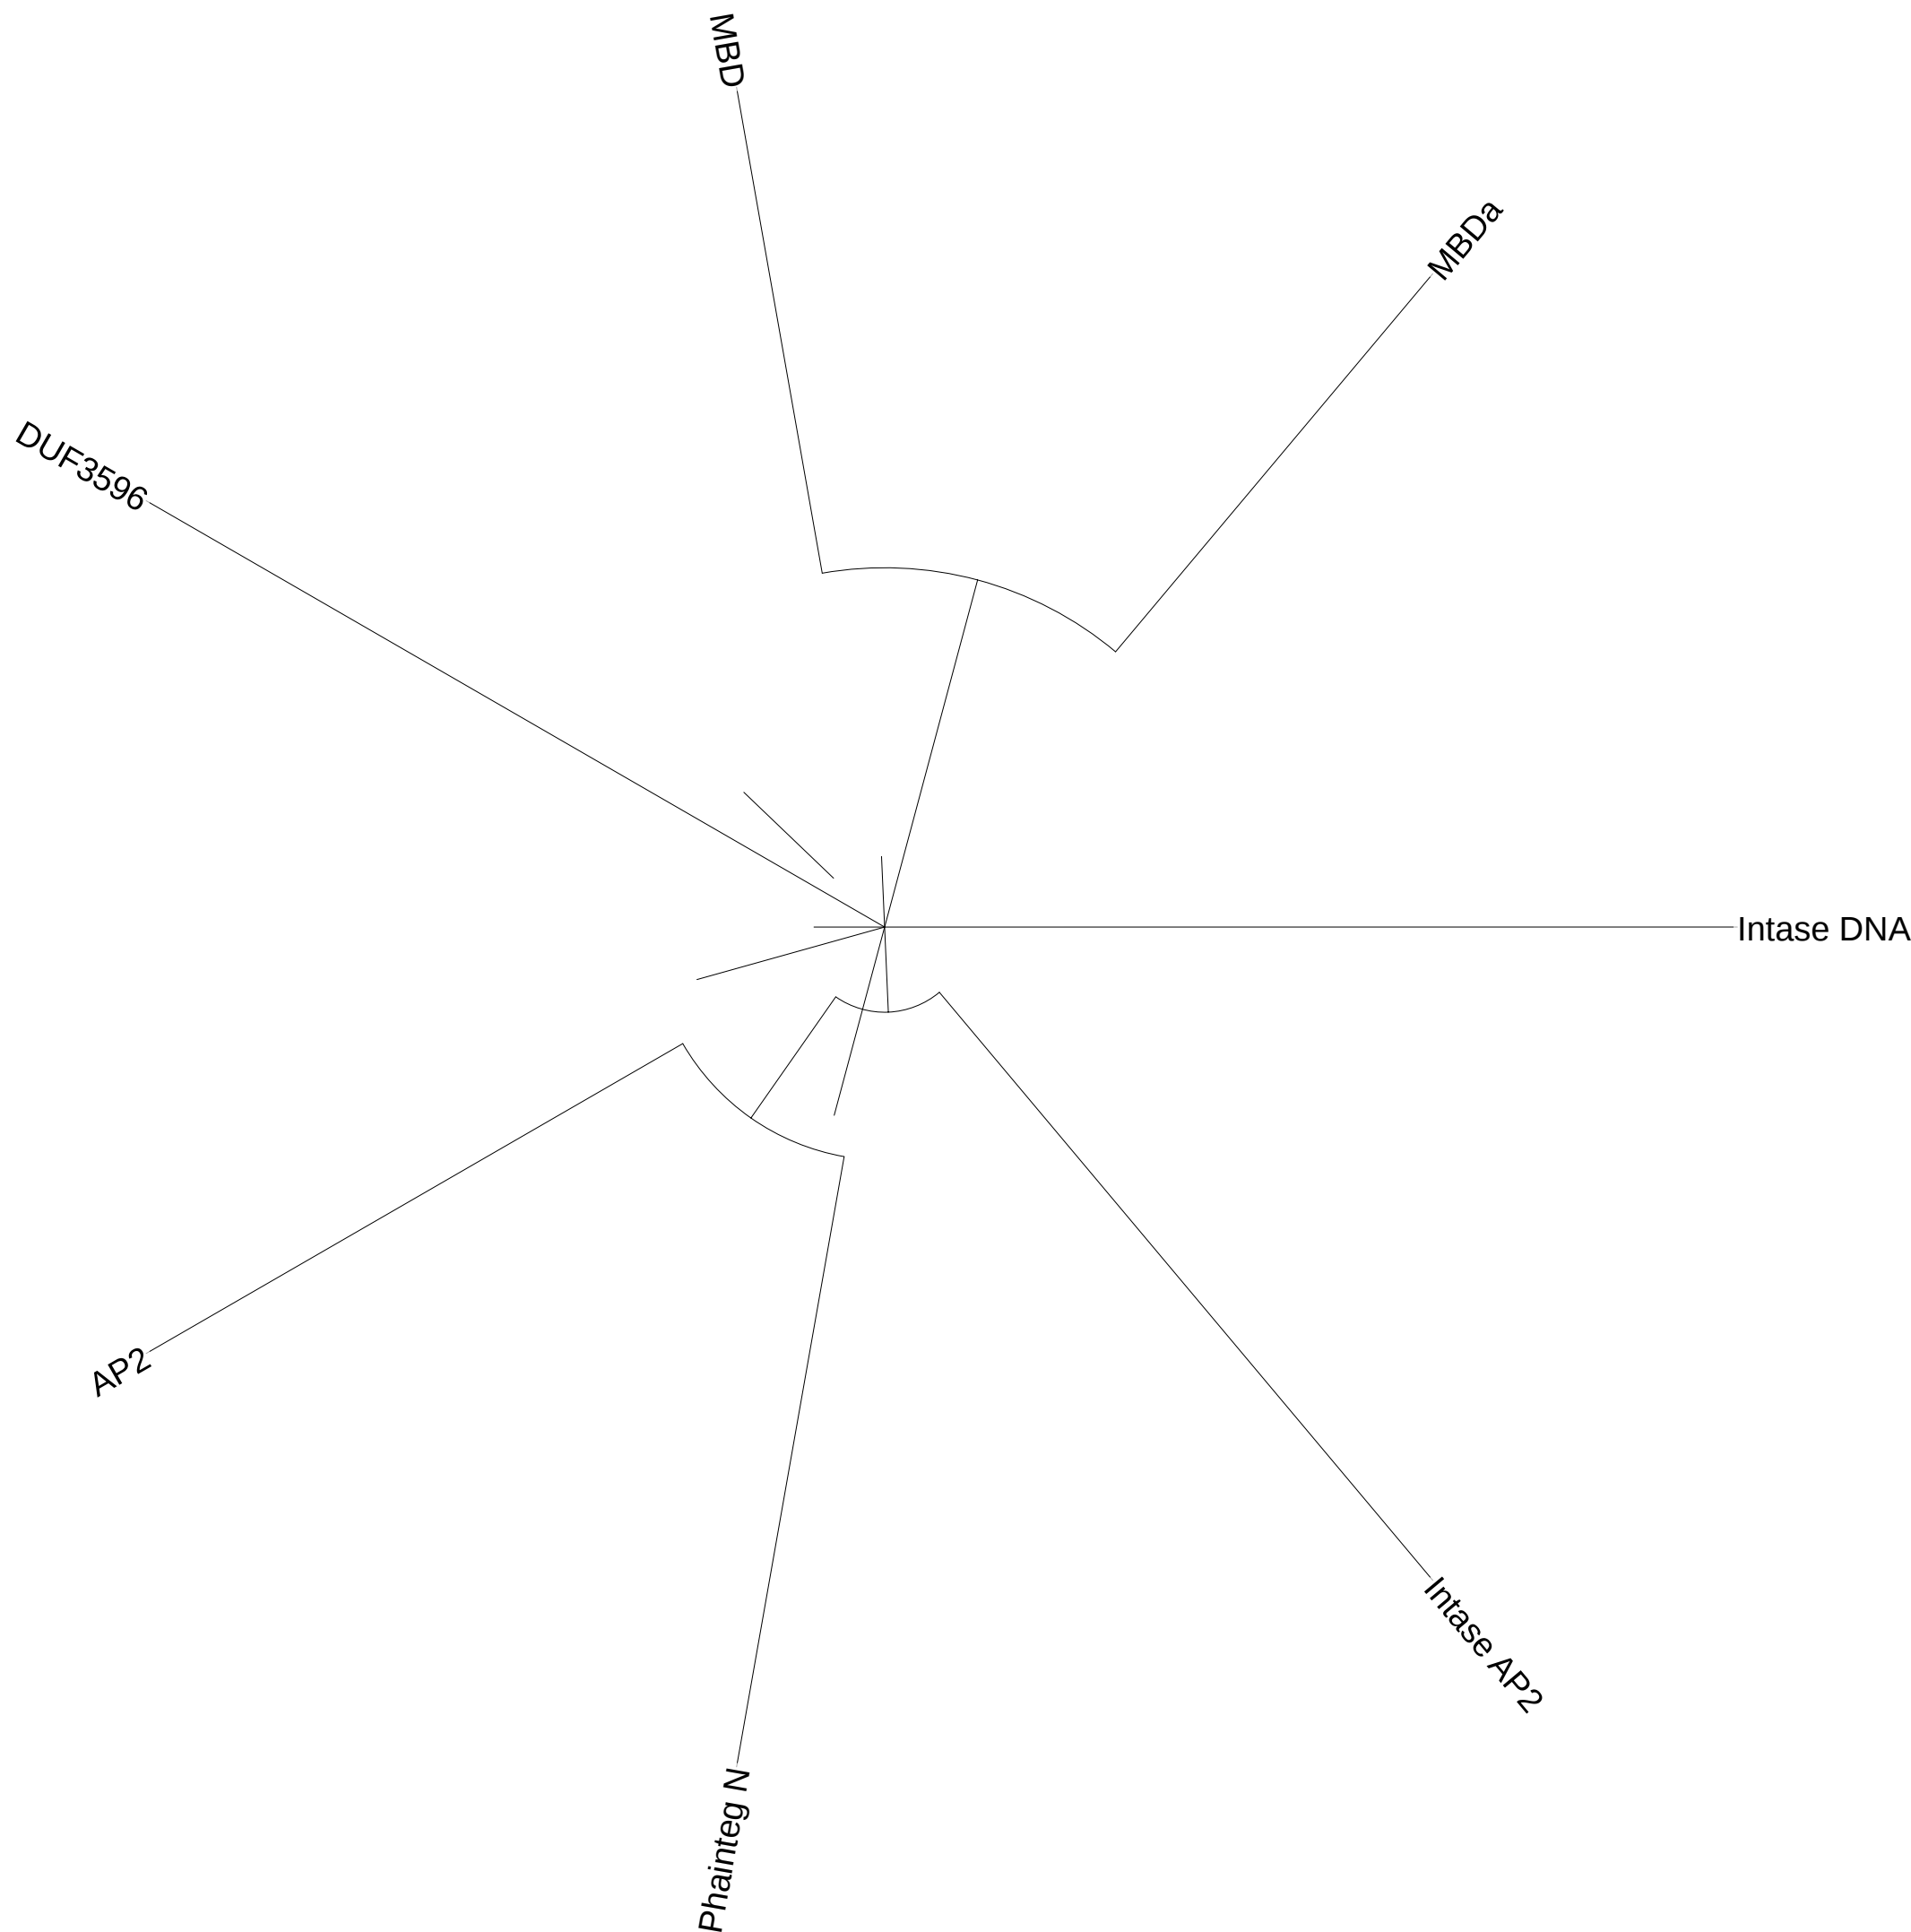 MBD
MBDa
DUF3596
Intase DNA
AP2
Intase AP2
Phainteg N